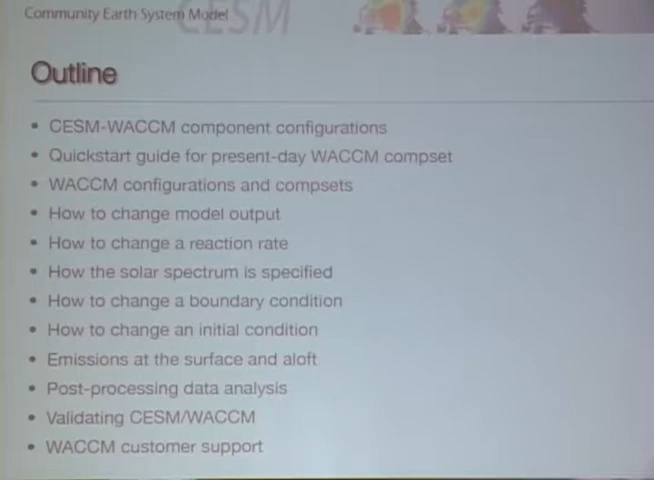 Community Earth System Model
CESM
Outline
• CESM-WACCM component configurations
• Quickstart guide for present-day WACCM compset
• WACCM configurations and compsets
• How to change model output
• How to change a reaction rate
• How the solar spectrum is specified
• How to change a boundary condition
• How to change an initial condition
• Emissions at the surface and aloft
• Post-processing data analysis
• Validating CESM/WACCM
• WACCM customer support